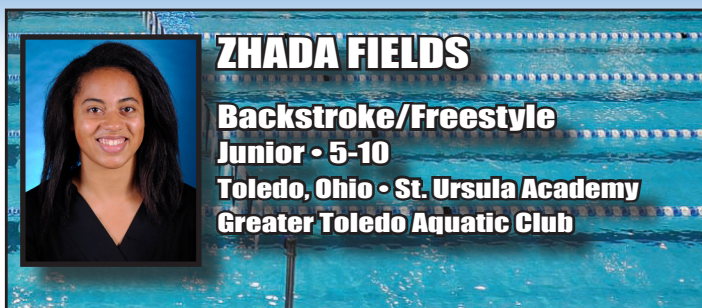 ZHADA FIELDS
Backstroke/Freestyle
Junior • 5-10
Toledo, Ohio • St. Ursula Academy
Greater Toledo Aquatic Club